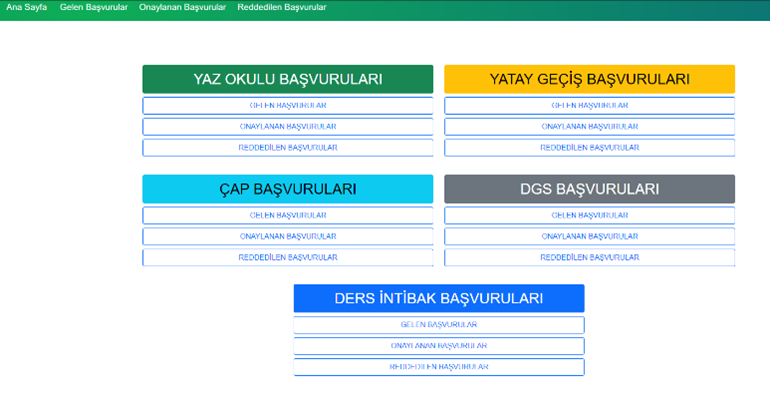 Ana Sayfa Gelen Başvurular Onaylanan Başvurular Reddedilen Başvurular
YAZ OKULU BAŞVURULARI
GELEN BAŞVURULAR
ONAYLANAN BAŞVURULAR
REDDEDİLEN BAŞVURULAR
YATAY GEÇİŞ BAŞVURULARI
GELEN BAŞVURULAR
ONAYLANAN BAŞVURULAR
REDDEDİLEN BAŞVURULAR
ÇAP BAŞVURULARI
GELEN BAŞVURULAR
ONAYLANAN BAŞVURULAR
REDDEDİLEN BAŞVURULAR
DGS BAŞVURULARI
GELEN BAŞVURULAR
ONAYLANAN BAŞVURULAR
REDDEDİLEN BAŞVURULAR
DERS İNTİBAK BAŞVURULARI
GELEN BAŞVURULAR
ONAYLANAN BAŞVURULAR
REDDEDİLEN BAŞVURULAR